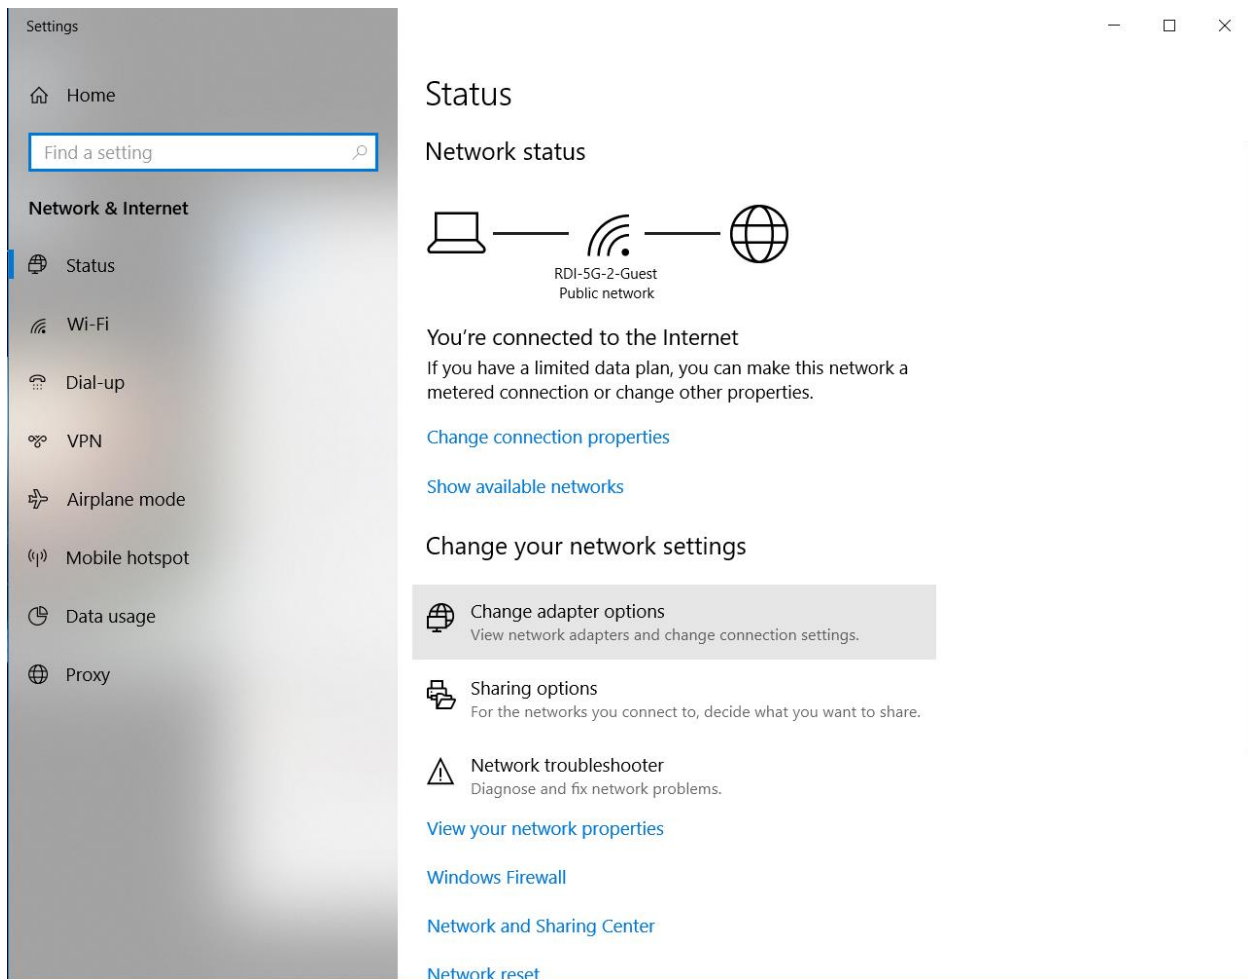 Settings
Home
Find a setting
Network & Internet
Status
Wi-Fi
Dial-up
VPN
Airplane mode
Mobile hotspot
Data usage
Proxy
Status
Network status
RDI-5G-2-Guest
Public network
You're connected to the Internet
If you have a limited data plan, you can make this network a
metered connection or change other properties.
Change connection properties
Show available networks
Change your network settings
Change adapter options
View network adapters and change connection settings.
Sharing options
For the networks you connect to, decide what you want to share.
Network troubleshooter
Diagnose and fix network problems.
View your network properties
Windows Firewall
Network and Sharing Center
Network reset